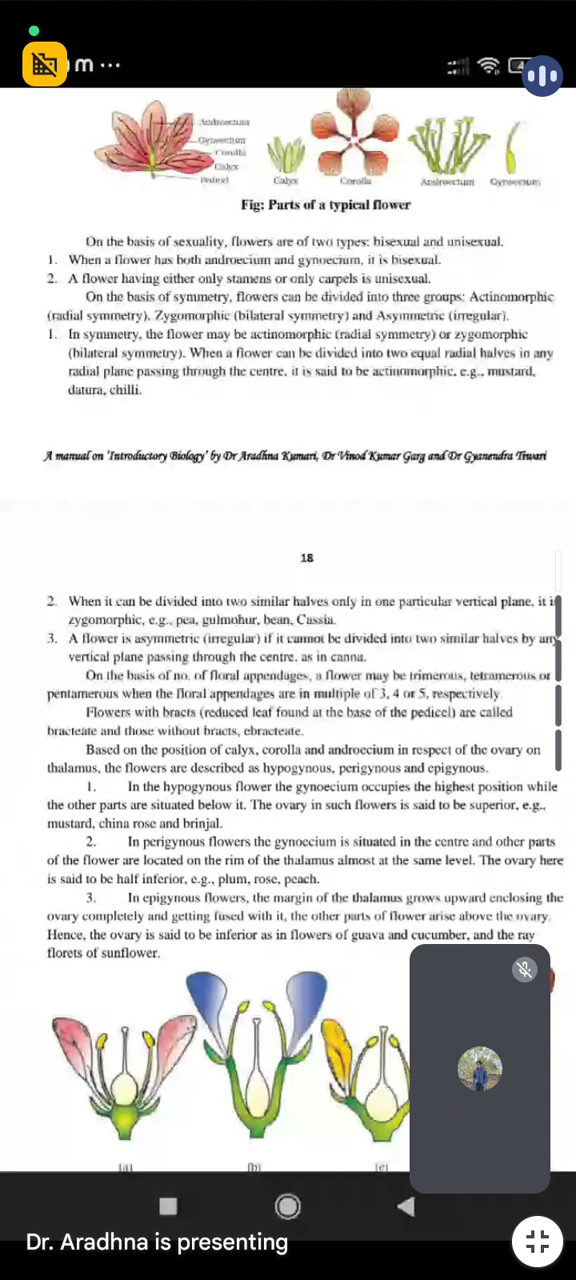 m ...
Androecium
Gynoecium
Corolla
Calyx
Pedicel
Calyx
Corolla
Androecium
Gynoecium
Fig: Parts of a typical flower
On the basis of sexuality, flowers are of two types: bisexual and unisexual.
1. When a flower has both androecium and gynoecium, it is bisexual.
2. A flower having either only stamens or only carpels is unisexual.
On the basis of symmetry, flowers can be divided into three groups: Actinomorphic
(radial symmetry), Zygomorphic (bilateral symmetry) and Asymmetric (irregular).
1. In symmetry, the flower may be actinomorphic (radial symmetry) or zygomorphic
(bilateral symmetry). When a flower can be divided into two equal radial halves in any
radial plane passing through the centre, it is said to be actinomorphic, e.g., mustard,
datura, chilli.
A manual on 'Introductory Biology' by Dr Aradhna Kumari, Dr Vinod Kumar Garg and Dr Gyanendra Tiwari
18
2. When it can be divided into two similar halves only in one particular vertical plane, it is
zygomorphic, e.g., pea, gulmohur, bean, Cassia.
3. A flower is asymmetric (irregular) if it cannot be divided into two similar halves by any
vertical plane passing through the centre, as in canna.
On the basis of no. of floral appendages, a flower may be trimerous, tetramerous or
pentamerous when the floral appendages are in multiple of 3, 4 or 5, respectively.
Flowers with bracts (reduced leaf found at the base of the pedicel) are called
bracteate and those without bracts, ebracteate.
Based on the position of calyx, corolla and androecium in respect of the ovary on
thalamus, the flowers are described as hypogynous, perigynous and epigynous.
1. In the hypogynous flower the gynoecium occupies the highest position while
the other parts are situated below it. The ovary in such flowers is said to be superior, e.g.,
mustard, china rose and brinjal.
2. In perigynous flowers the gynoecium is situated in the centre and other parts
of the flower are located on the rim of the thalamus almost at the same level. The ovary here
is said to be half inferior, e.g., plum, rose, peach.
3. In epigynous flowers, the margin of the thalamus grows upward enclosing the
ovary completely and getting fused with it, the other parts of flower arise above the ovary.
Hence, the ovary is said to be inferior as in flowers of guava and cucumber, and the ray
florets of sunflower.
(a)
(b)
(c)
Dr. Aradhna is presenting